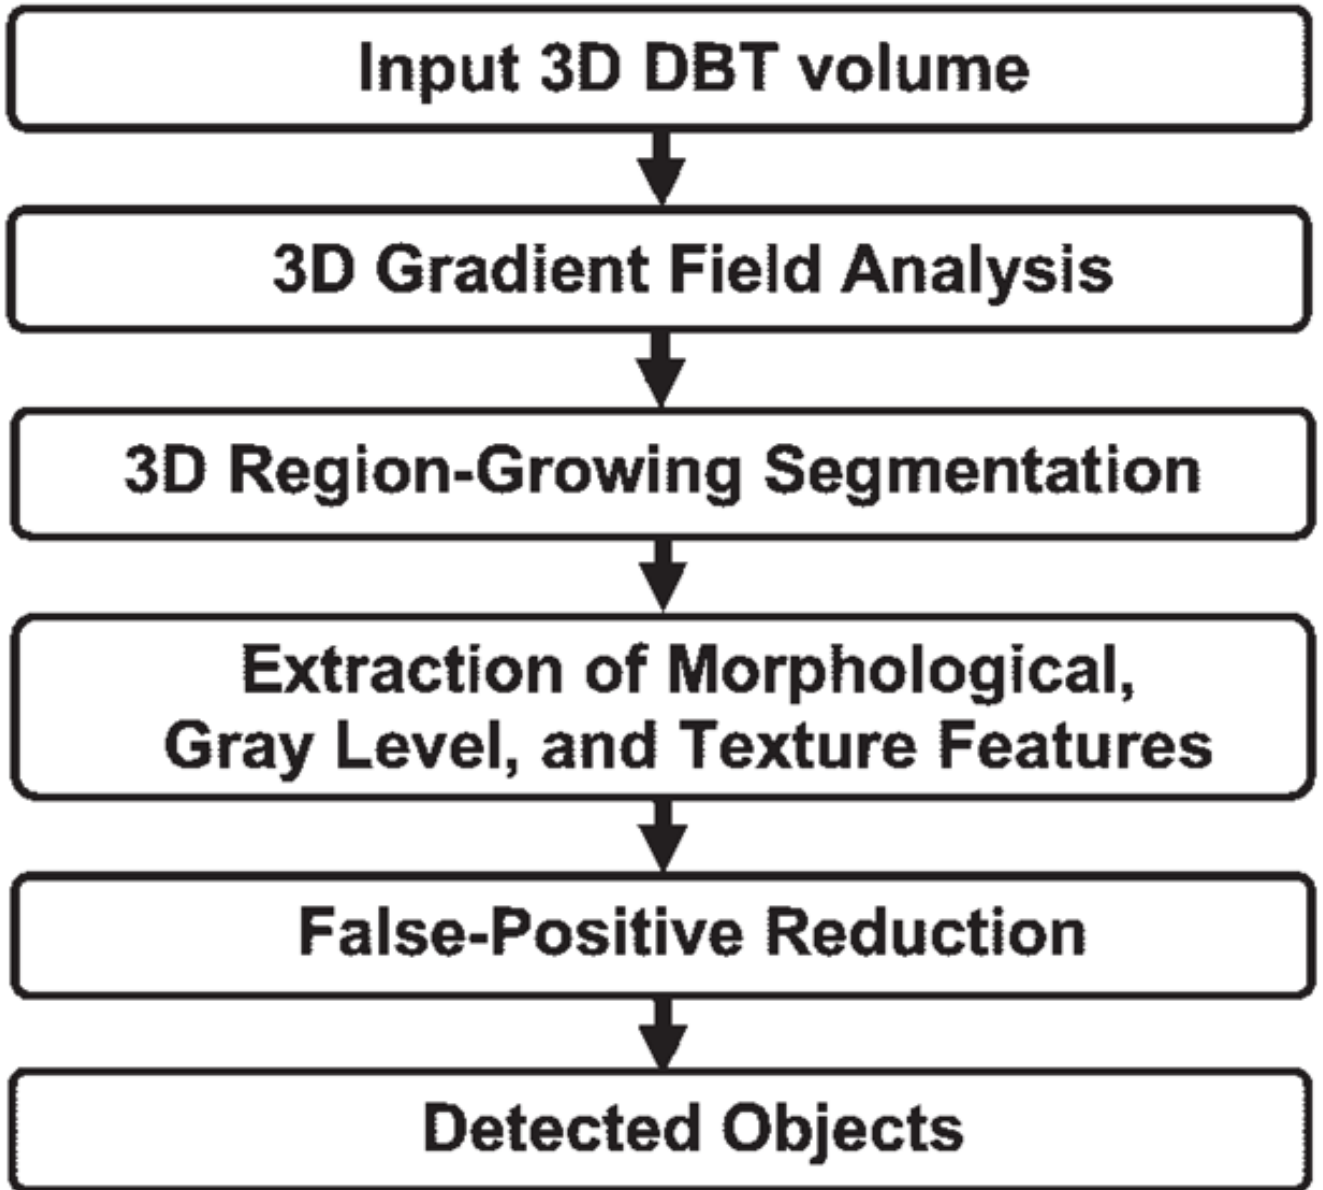 Input 3D DBT volume
3D Gradient Field Analysis
3D Region-Growing Segmentation
Extraction of Morphological,
Gray Level, and Texture Features
False-Positive Reduction
Detected Objects